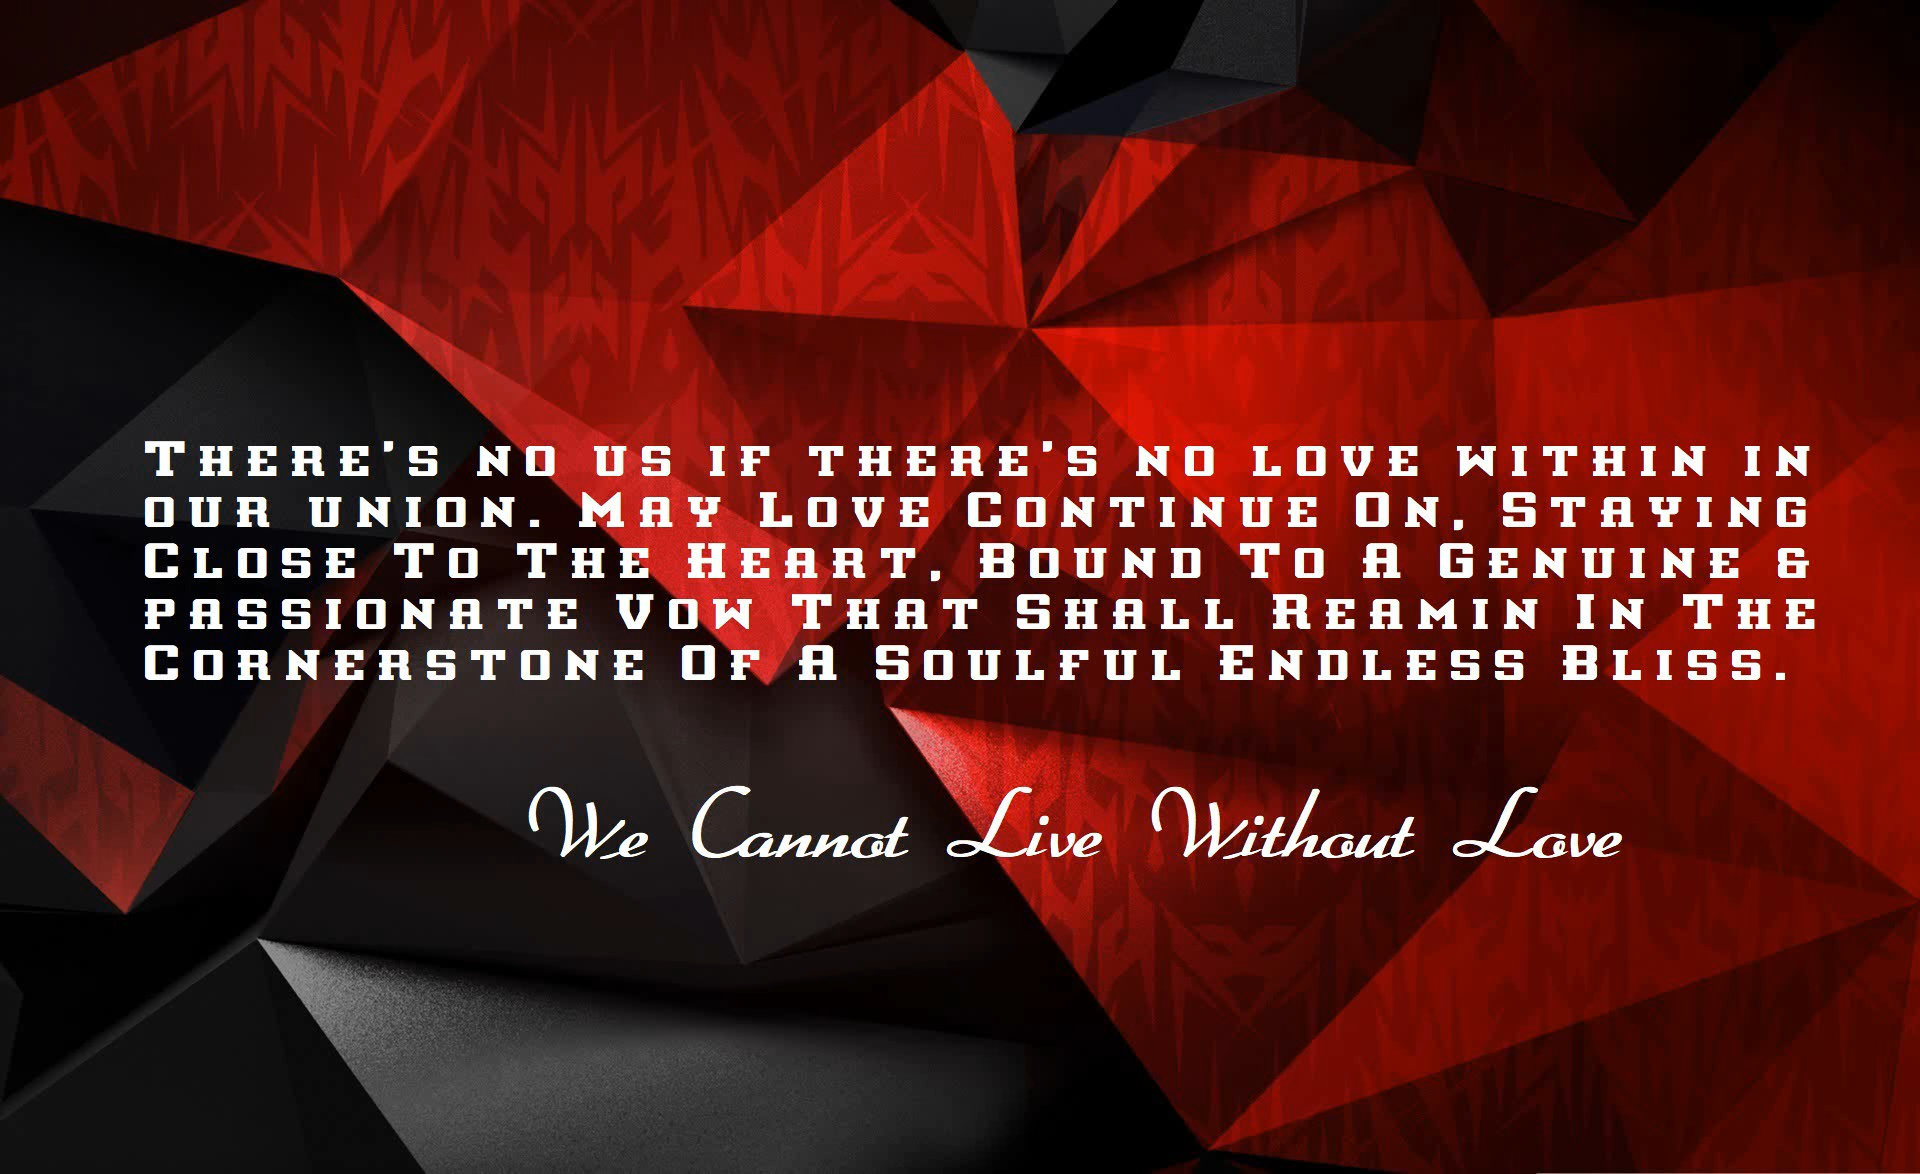 There's no us if there's no love within in
our union. May Love Continue On, Staying
Close To The Heart, Bound To A Genuine &
passionate Vow That Shall Reamin In The
Cornerstone Of A Soulful Endless Bliss.
We Cannot Live Without Love